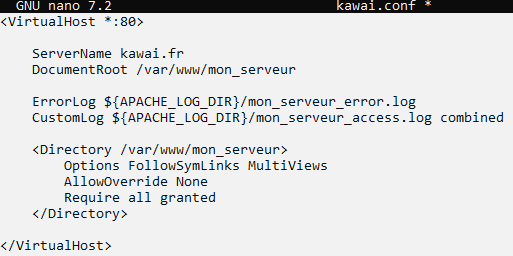 GNU nano 7.2 kawai.conf *
<VirtualHost *:80>
ServerName kawai.fr
DocumentRoot /var/www/mon_serveur
ErrorLog ${APACHE_LOG_DIR}/mon_serveur_error.log
CustomLog ${APACHE_LOG_DIR}/mon_serveur_access.log combined
<Directory /var/www/mon_serveur>
Options FollowSymLinks MultiViews
AllowOverride None
Require all granted
</Directory>
</VirtualHost>